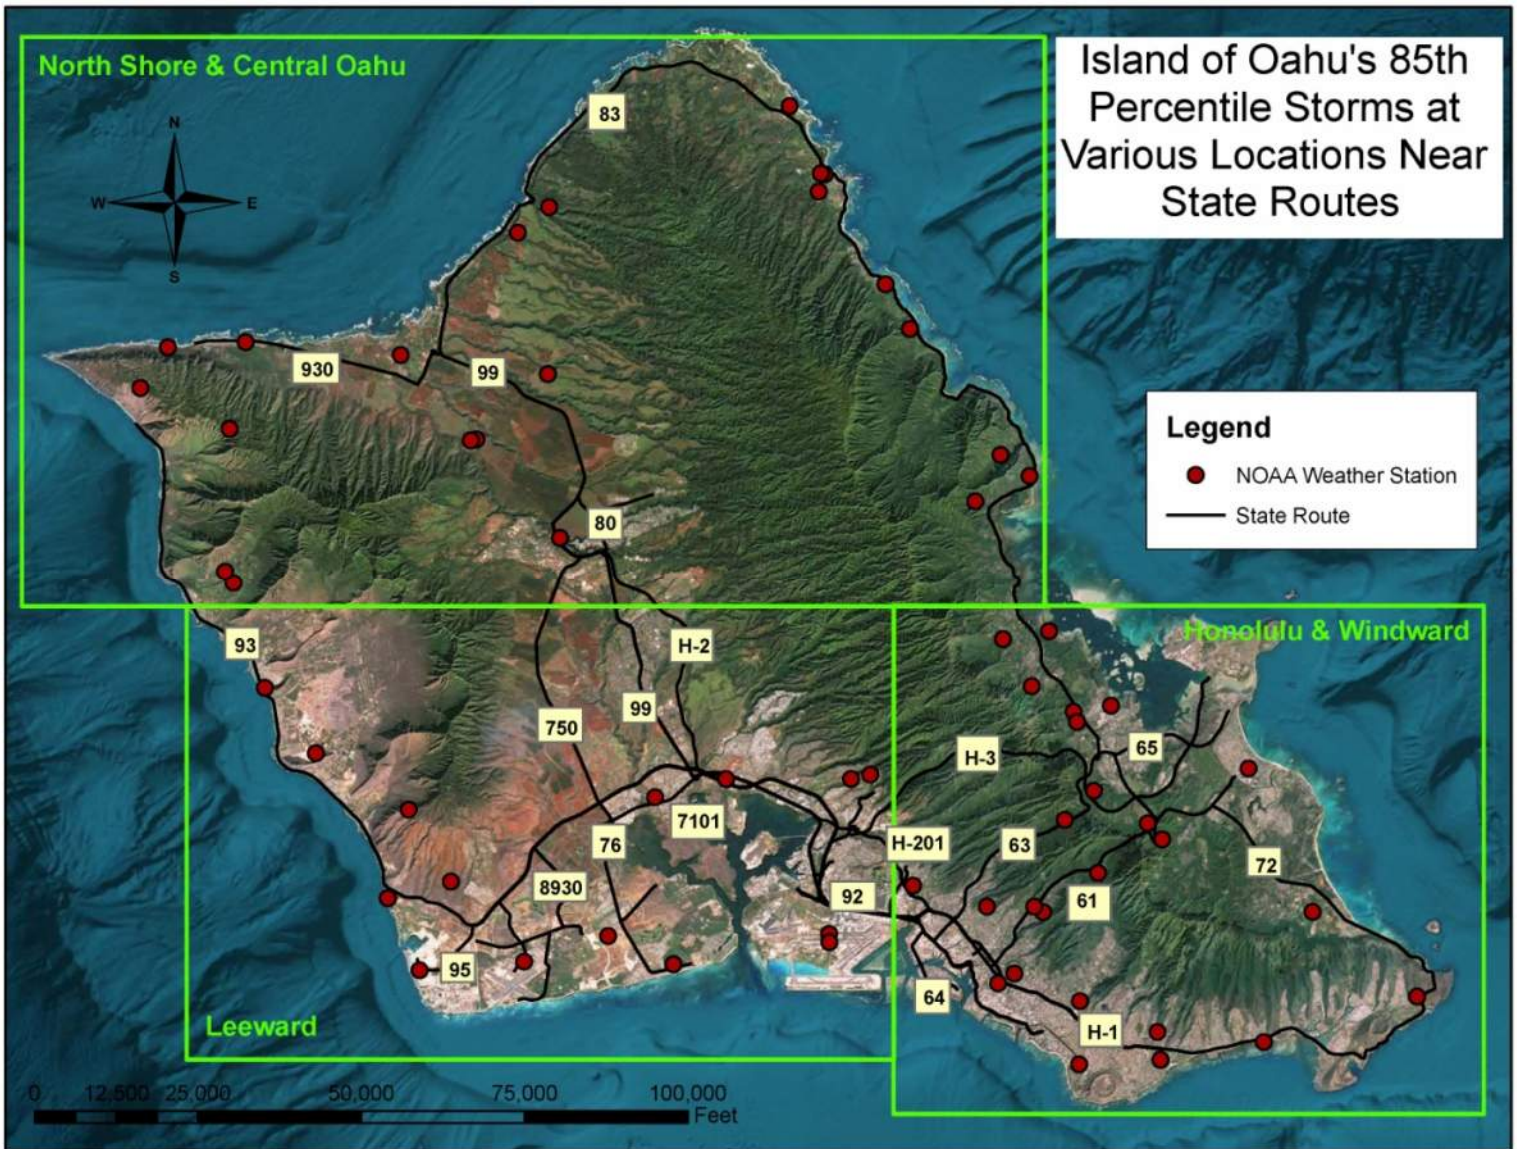 North Shore & Central Oahu
Island of Oahu's 85th
Percentile Storms at
Various Locations Near
State Routes
N
W
E
S
83
930
99
80
Legend
NOAA Weather Station
State Route
93
H-2
Honolulu & Windward
99
750
H-3
65
7101
76
H-201
63
72
8930
92
61
95
64
Leeward
H-1
0 12,500 25,000 50,000 75,000 100,000
Feet